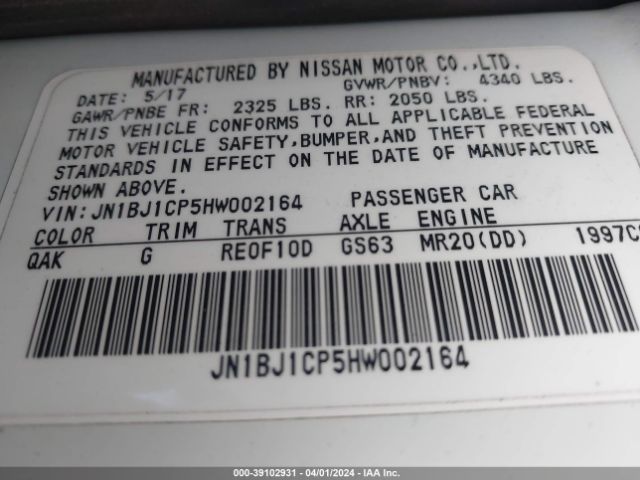 MANUFACTURED BY NISSAN MOTOR CO.,LTD.
DATE: 5/17 GVWR/PNBV: 4340 LBS.
GAWR/PNBE FR: 2325 LBS. RR: 2050 LBS.
THIS VEHICLE CONFORMS TO ALL APPLICABLE FEDERAL
MOTOR VEHICLE SAFETY,BUMPER,AND THEFT PREVENTION
STANDARDS IN EFFECT ON THE DATE OF MANUFACTURE
SHOWN ABOVE.
VIN: JN1BJ1CP5HW002164 PASSENGER CAR
COLOR TRIM TRANS AXLE ENGINE
QAK G RE0F10D GS63 MR20(DD) 1997C
JN1BJ1CP5HW002164
000-39102931 - 04/01/2024 - IAA Inc.